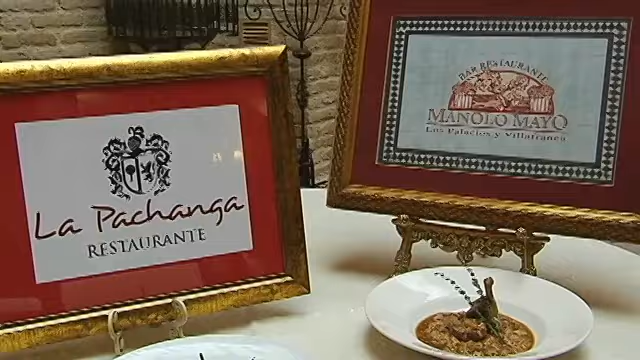 La Pachanga
RESTAURANTE
BAR RESTAURANTE
MANOLO MAYO
Los Palacios y Villafranca